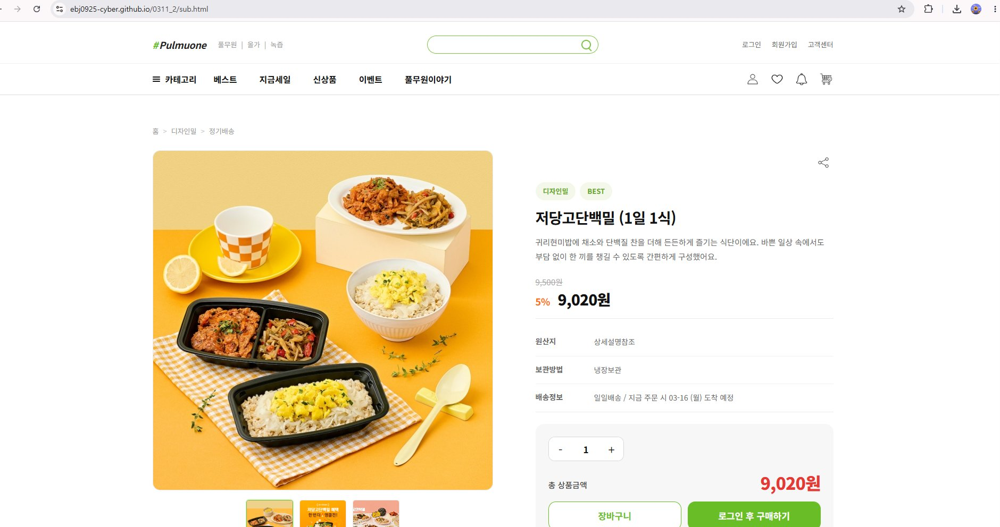 ebj0925-cyber.github.io/0311_2/sub.html
#Pulmuone 풀무원 | 올가 | 녹즙
로그인 회원가입 고객센터
카테고리 베스트 지금세일 신상품 이벤트 풀무원이야기
홈 > 디자인밀 > 정기배송
디자인밀 BEST
저당고단백밀 (1일 1식)
귀리현미밥에 채소와 단백질 찬을 더해 든든하게 즐기는 식단이에요. 바쁜 일상 속에서도
부담 없이 한 끼를 챙길 수 있도록 간편하게 구성했어요.
9,500원
5% 9,020원
원산지 상세설명참조
보관방법 냉장보관
배송정보 일일배송 / 지금 주문 시 03-16 (월) 도착 예정
- 1 +
총 상품금액 9,020원
장바구니 로그인 후 구매하기
저당고단백밀 혜택
한번더
앵콜전!
고단백밀